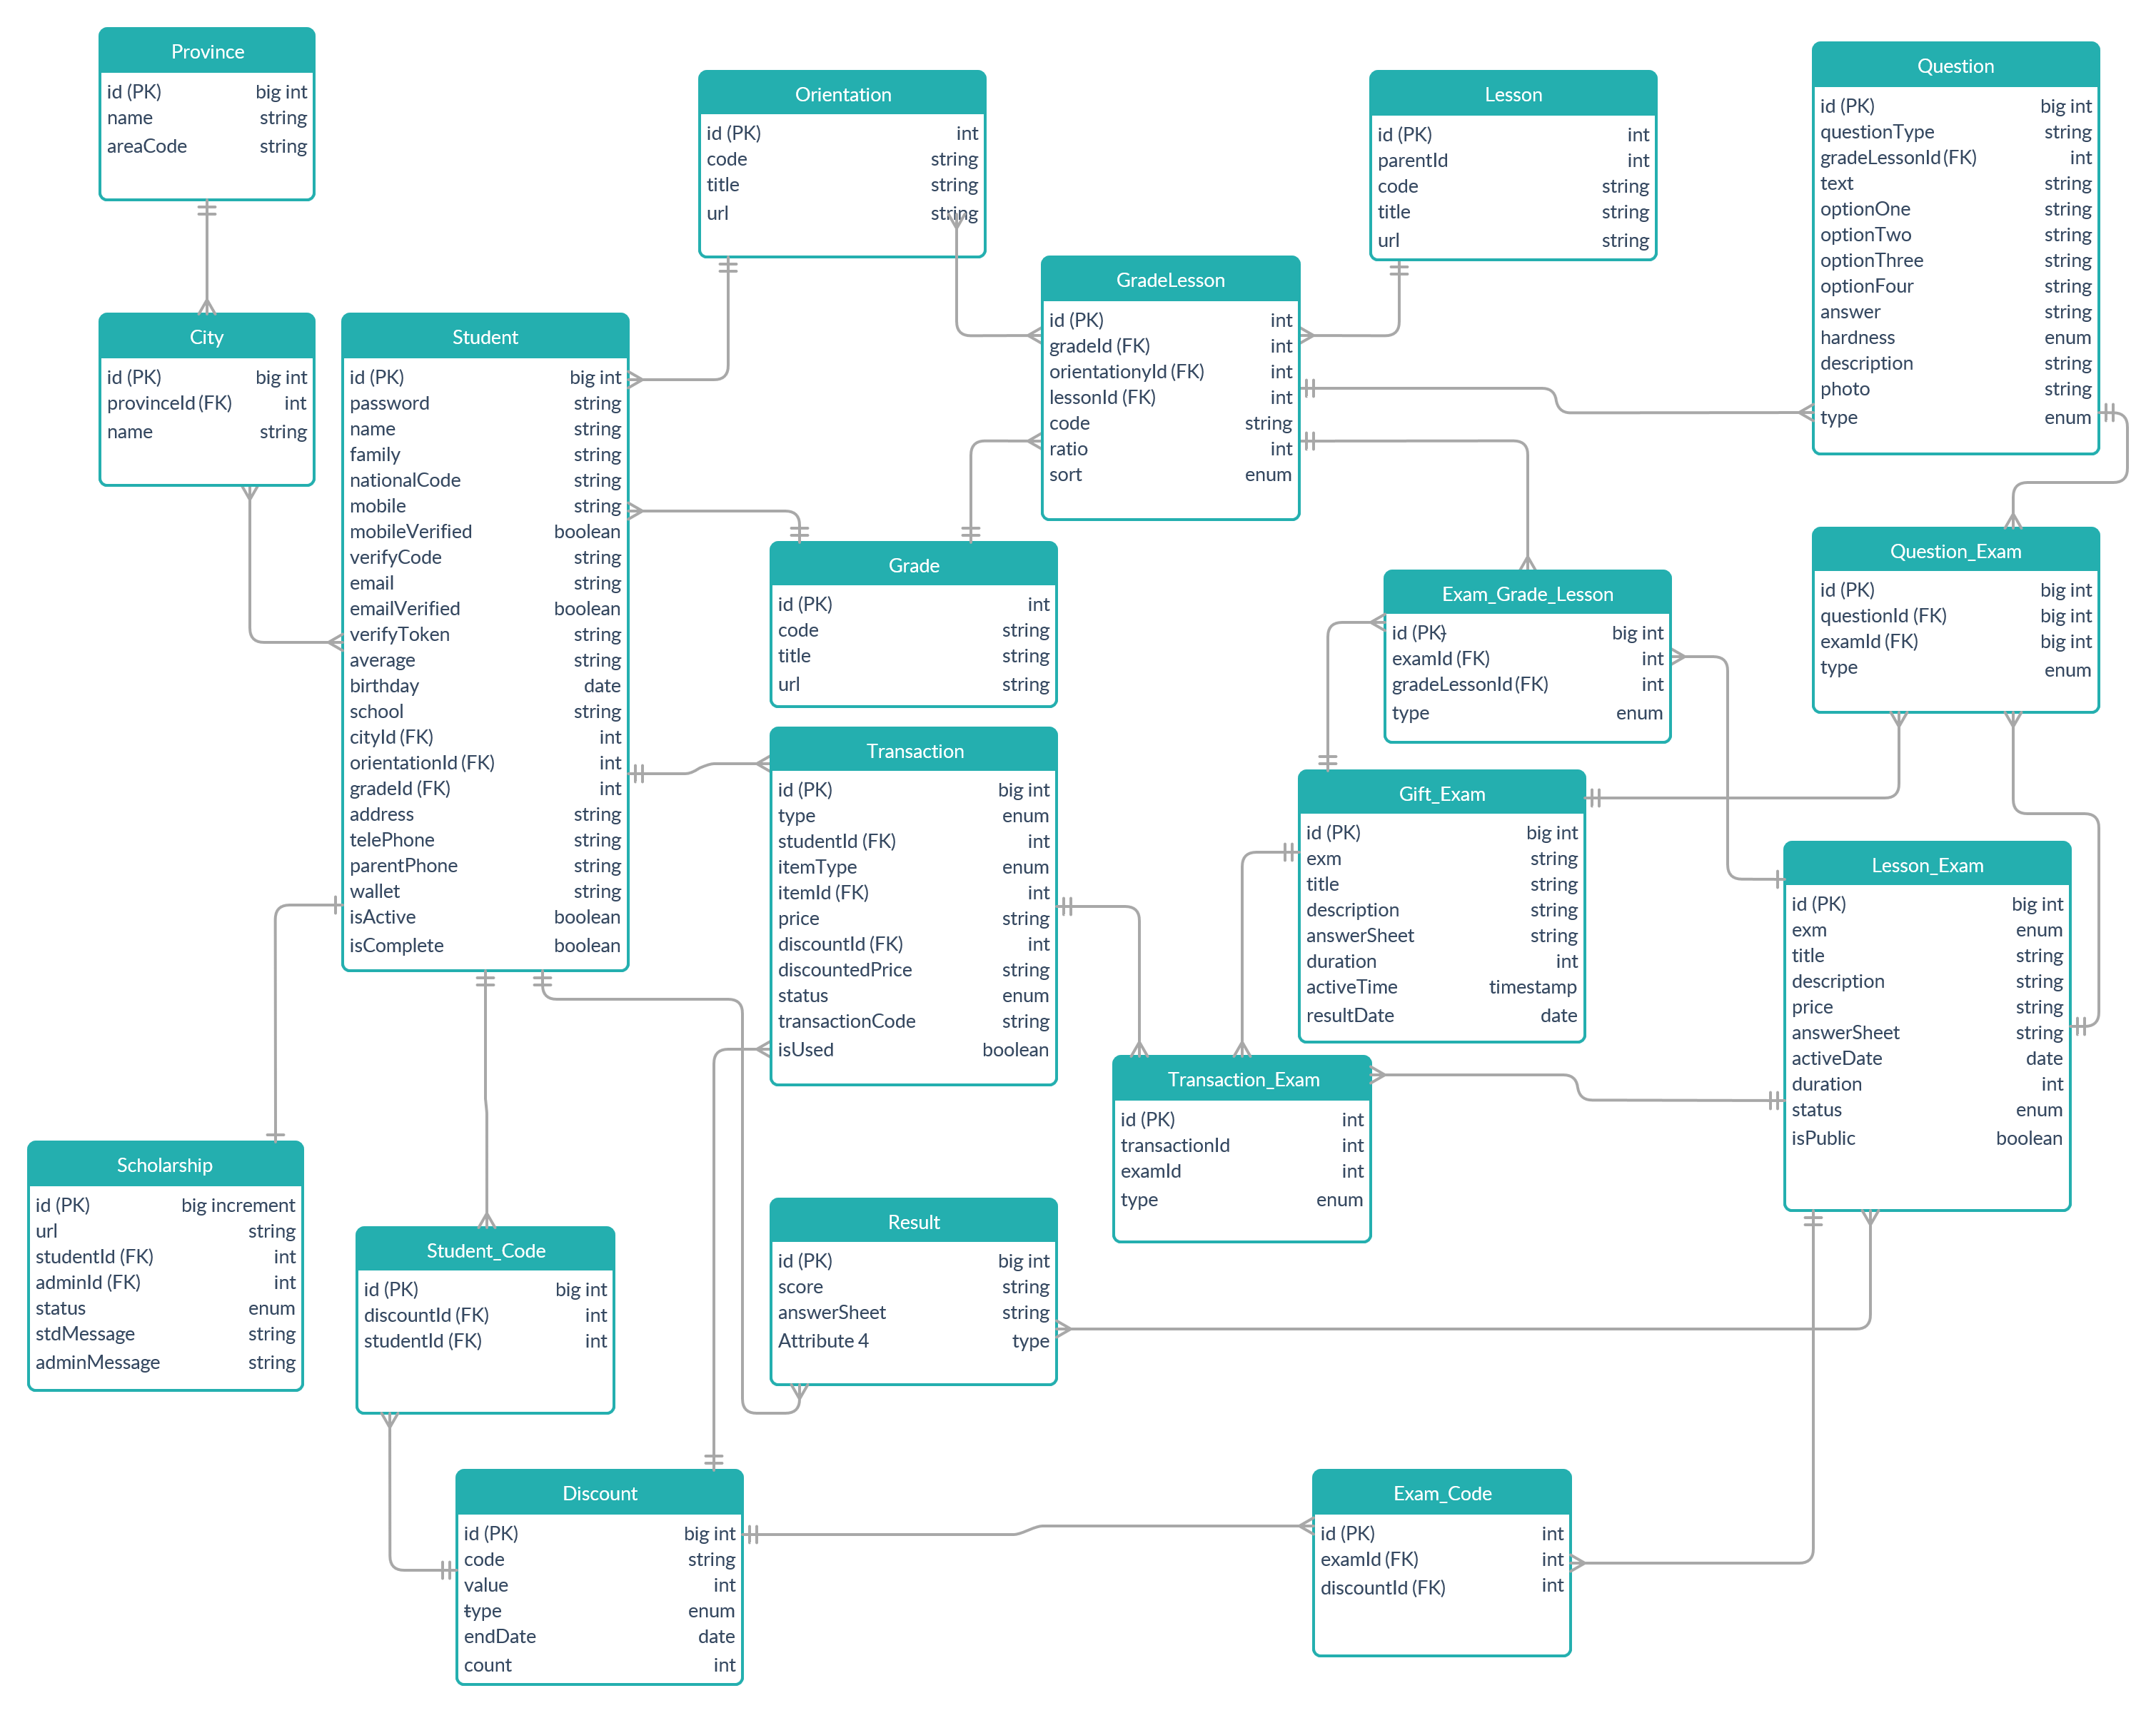 Province
id (PK) big int
name string
areaCode string
City
id (PK) big int
provinceId (FK) int
name string
Student
id (PK) big int
password string
name string
family string
nationalCode string
mobile string
mobileVerified boolean
verifyCode string
email string
emailVerified boolean
verifyToken string
average string
birthday date
school string
cityId (FK) int
orientationId (FK) int
gradeId (FK) int
address string
telePhone string
parentPhone string
wallet string
isActive boolean
isComplete boolean
Orientation
id (PK) int
code string
title string
url string
Lesson
id (PK) int
parentId int
code string
title string
url string
Question
id (PK) big int
questionType string
gradeLessonId (FK) int
text string
optionOne string
optionTwo string
optionThree string
optionFour string
answer string
hardness enum
description string
photo string
type enum
GradeLesson
id (PK) int
gradeId (FK) int
orientationyId (FK) int
lessonId (FK) int
code string
ratio int
sort enum
Grade
id (PK) int
code string
title string
url string
Exam_Grade_Lesson
id (PK) big int
examId (FK) int
gradeLessonId (FK) int
type enum
Question_Exam
id (PK) big int
questionId (FK) big int
examId (FK) big int
type enum
Transaction
id (PK) big int
type enum
studentId (FK) int
itemType enum
itemId (FK) int
price string
discountId (FK) int
discountedPrice string
status enum
transactionCode string
isUsed boolean
Gift_Exam
id (PK) big int
exm string
title string
description string
answerSheet string
duration int
activeTime timestamp
resultDate date
Lesson_Exam
id (PK) big int
exm enum
title string
description string
price string
answerSheet string
activeDate date
duration int
status enum
isPublic boolean
Transaction_Exam
id (PK) int
transactionId int
examId int
type enum
Scholarship
id (PK) big increment
url string
studentId (FK) int
adminId (FK) int
status enum
stdMessage string
adminMessage string
Student_Code
id (PK) big int
discountId (FK) int
studentId (FK) int
Result
id (PK) big int
score string
answerSheet string
Attribute 4 type
Discount
id (PK) big int
code string
value int
type enum
endDate date
count int
Exam_Code
id (PK) int
examId (FK) int
discountId (FK) int